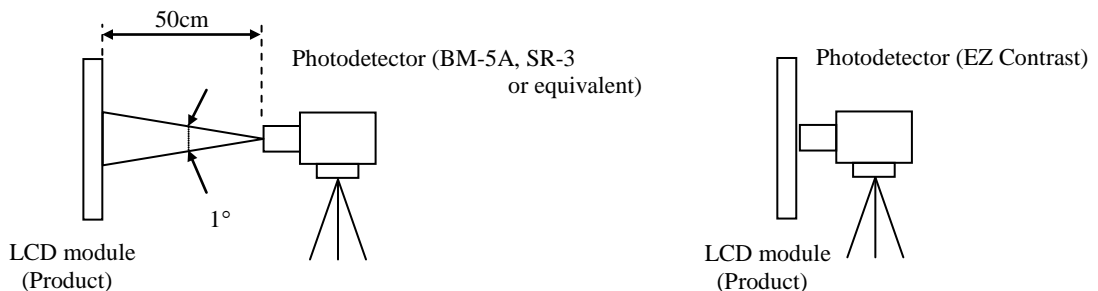 50cm
Photodetector (BM-5A, SR-3
or equivalent)
1°
LCD module
(Product)
Photodetector (EZ Contrast)
LCD module
(Product)